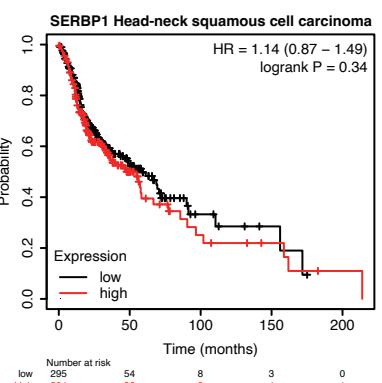 SERBP1 Head-neck squamous cell carcinoma
HR = 1.14 (0.87 − 1.49)
logrank P = 0.34
Probability
1.0
0.8
0.6
0.4
0.2
0.0
Expression
low
high
0 50 100 150 200
Time (months)
Number at risk
low 295 54 8 3 0